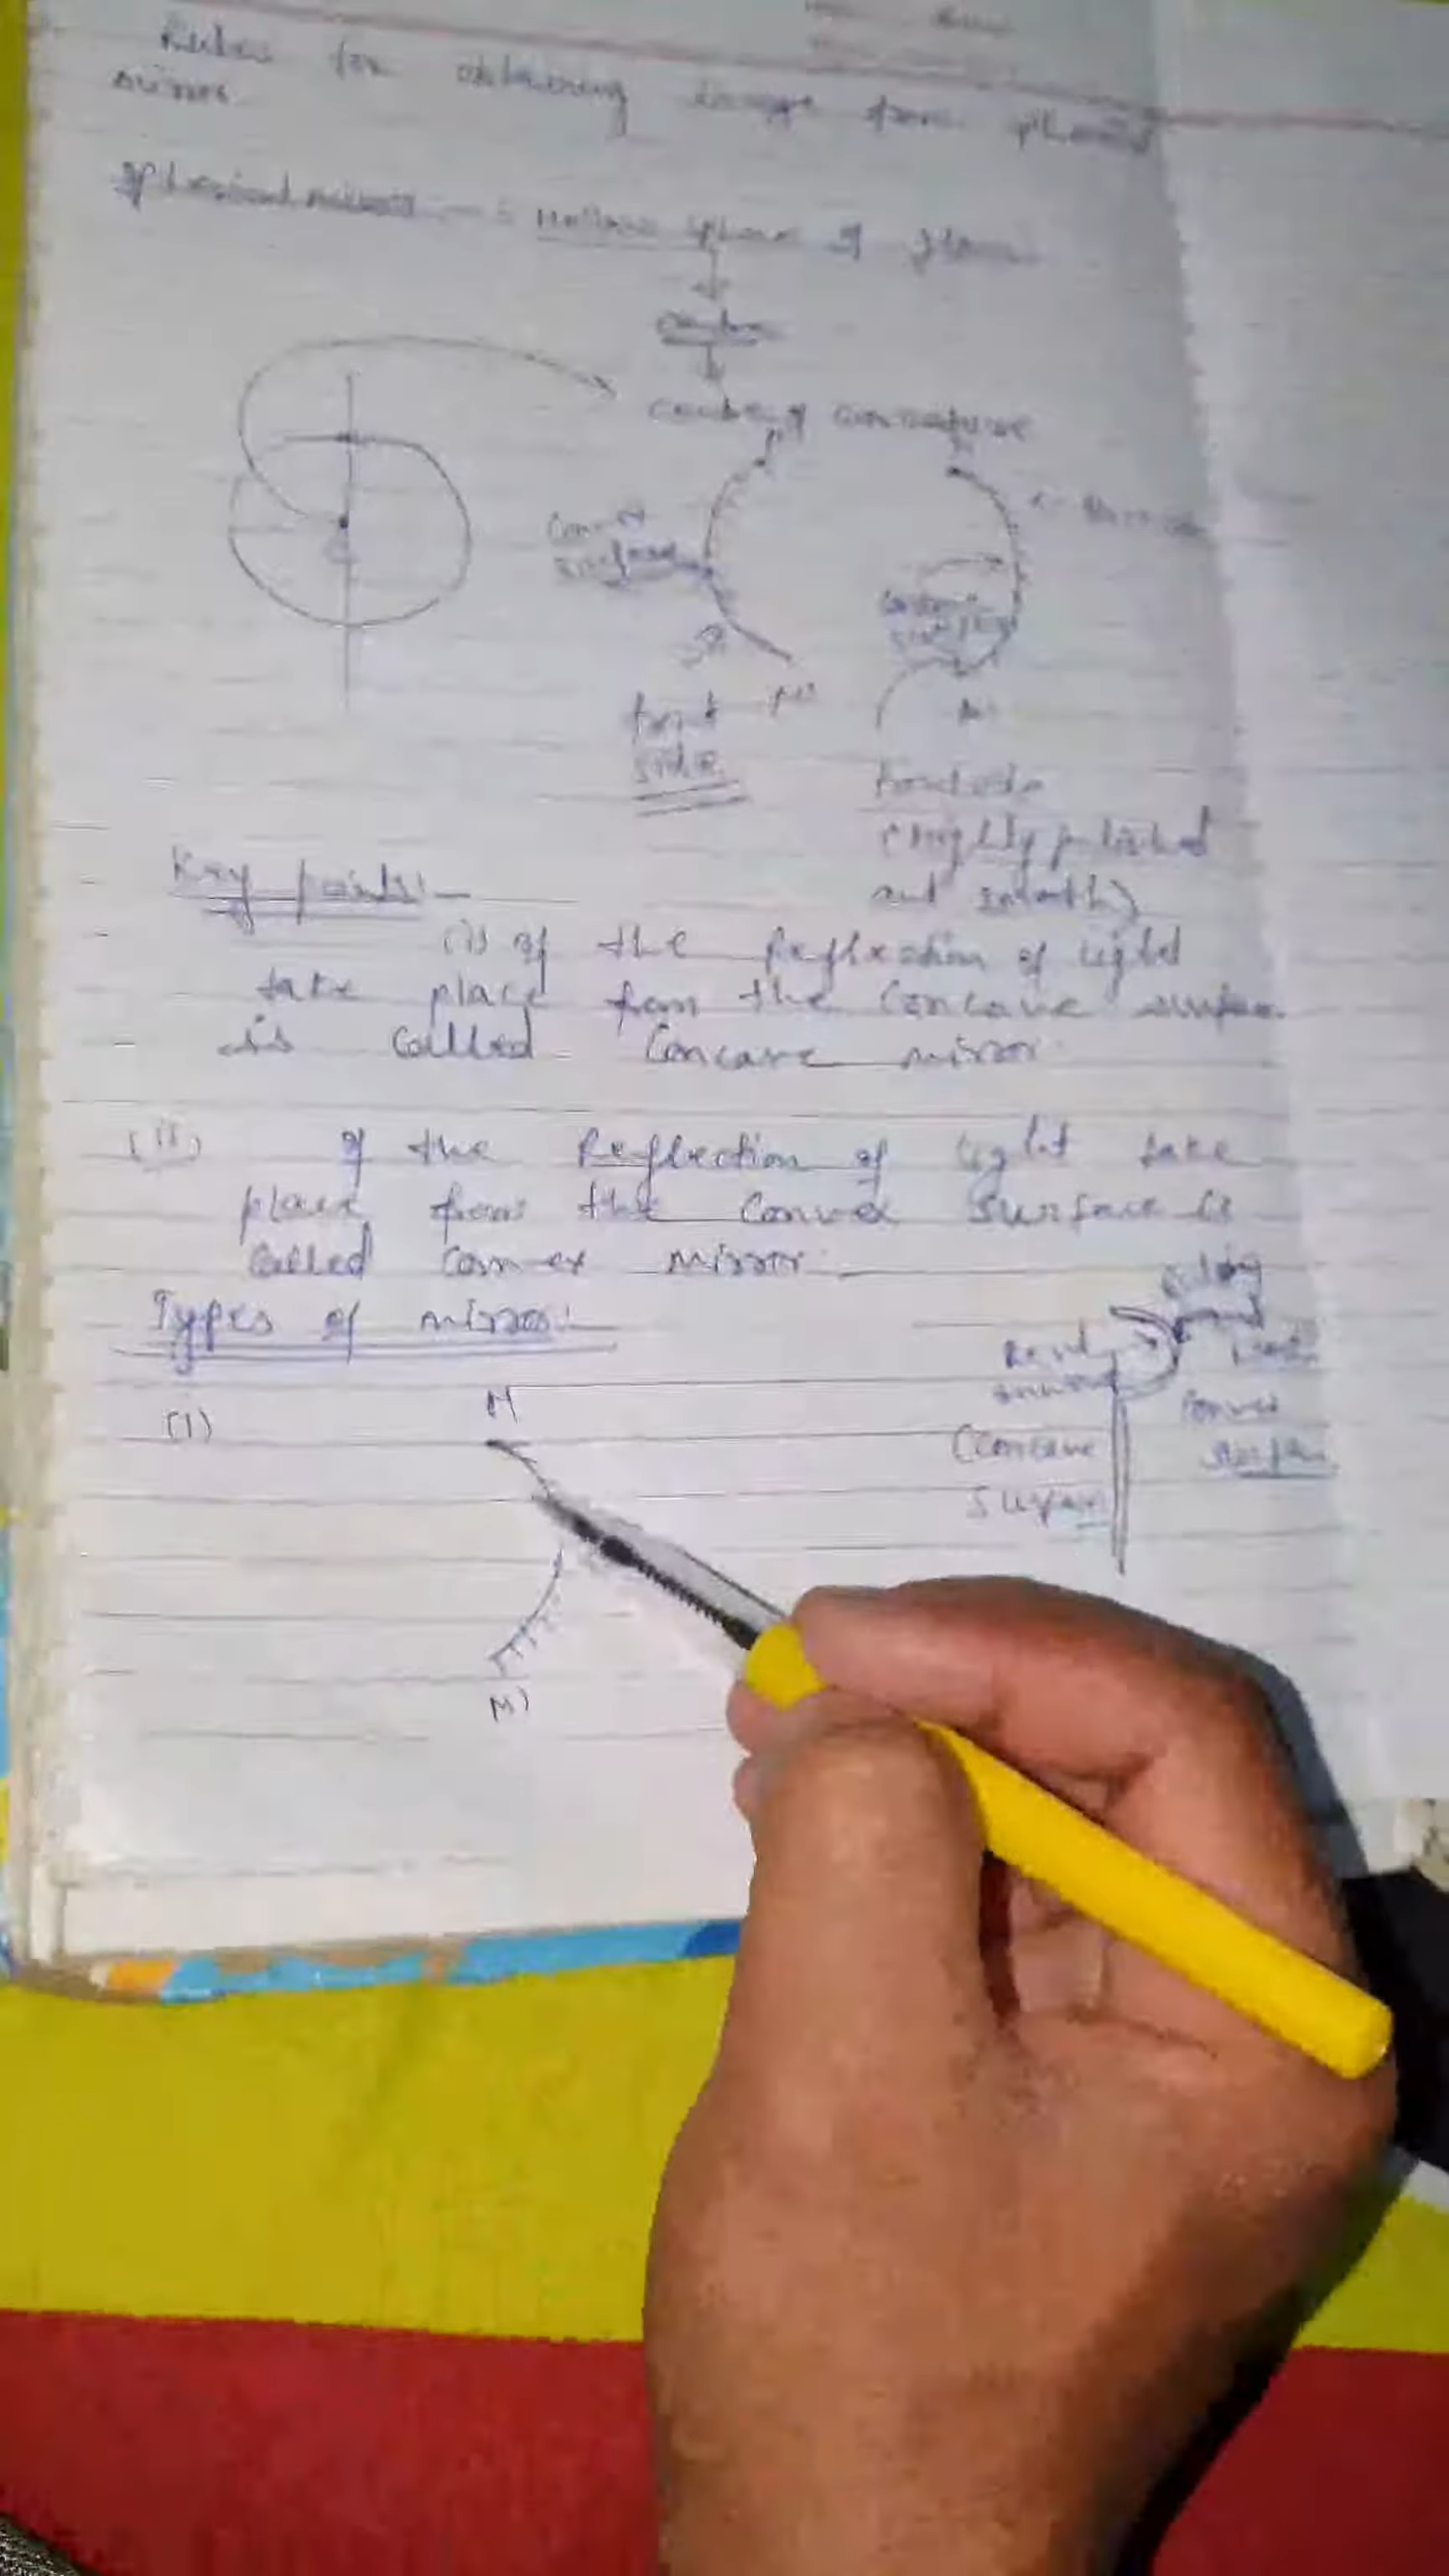 Rules for obtaining image from plane
mirror
Spherical mirror - : Hollow sphere of glass
Centre
Centre of curvature
Convex
surface
C
Concave
surface
front M'
side
M'
(highly polished
and smooth)
Key points:-
(i) If the Reflection of light
take place from the Concave surface
is Called Concave mirror
(ii) If the Reflection of light take
place from the Convex Surface is
Called Convex mirror
Types of mirror:-
(1) M
Concave
Surface
Convex
Surface
M'